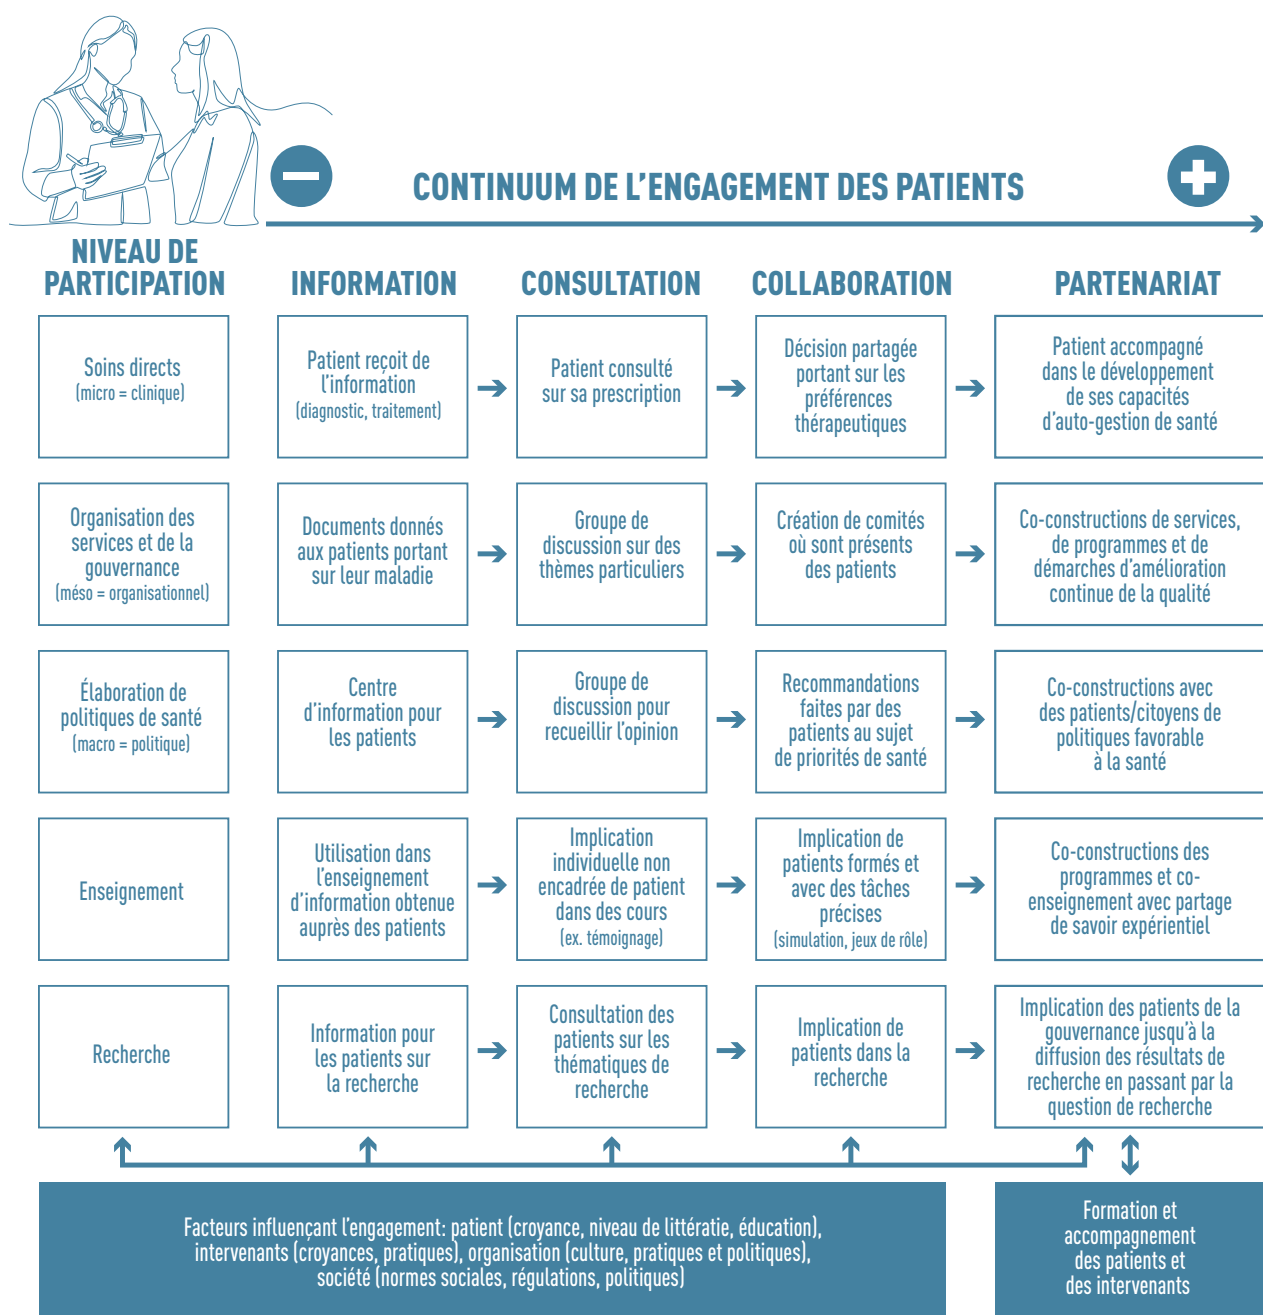 CONTINUUM DE L’ENGAGEMENT DES PATIENTS
NIVEAU DE
PARTICIPATION
INFORMATION
CONSULTATION
COLLABORATION
PARTENARIAT
Soins directs
(micro = clinique)
Patient reçoit de
l’information
(diagnostic, traitement)
Patient consulté
sur sa prescription
Décision partagée
portant sur les
préférences
thérapeutiques
Patient accompagné
dans le développement
de ses capacités
d’auto-gestion de santé
Organisation des
services et de la
gouvernance
(méso = organisationnel)
Documents donnés
aux patients portant
sur leur maladie
Groupe de
discussion sur des
thèmes particuliers
Création de comités
où sont présents
des patients
Co-constructions de services,
de programmes et de
démarches d’amélioration
continue de la qualité
Élaboration de
politiques de santé
(macro = politique)
Centre
d’information pour
les patients
Groupe de
discussion pour
recueillir l’opinion
Recommandations
faites par des
patients au sujet
de priorités de santé
Co-constructions avec
des patients/citoyens de
politiques favorable
à la santé
Enseignement
Utilisation dans
l’enseignement
d’information obtenue
auprès des patients
Implication
individuelle non
encadrée de patient
dans des cours
(ex. témoignage)
Implication de
patients formés et
avec des tâches
précises
(simulation, jeux de rôle)
Co-constructions des
programmes et co-
enseignement avec partage
de savoir expérientiel
Recherche
Information pour
les patients sur
la recherche
Consultation des
patients sur les
thématiques de
recherche
Implication de
patients dans la
recherche
Implication des patients de la
gouvernance jusqu’à la
diffusion des résultats de
recherche en passant par la
question de recherche
Facteurs influençant l’engagement: patient (croyance, niveau de littératie, éducation),
intervenants (croyances, pratiques), organisation (culture, pratiques et politiques),
société (normes sociales, régulations, politiques)
Formation et
accompagnement
des patients et
des intervenants